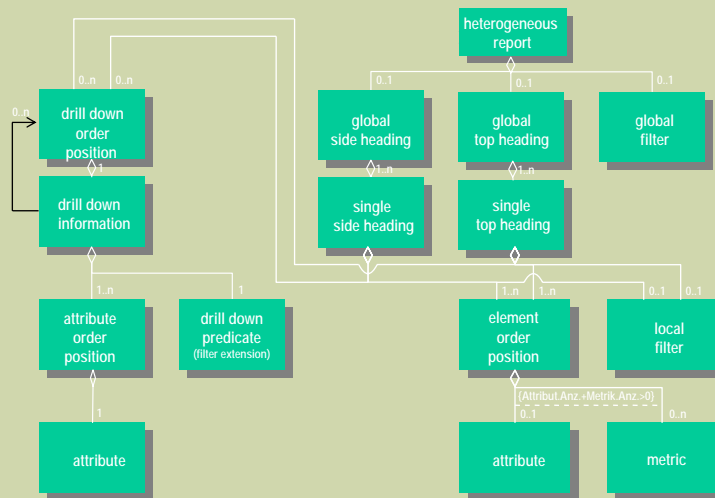 heterogeneous
report
0..n
0..n
0..1
0..1
0..1
0..n
drill down
order
position
global
side heading
global
top heading
global
filter
1
1..n
1..n
drill down
information
single
side heading
single
top heading
1..n
1
1..n
1..n
0..1
0..1
attribute
order
position
drill down
predicate
(filter extension)
element
order
position
local
filter
(Attribut.Anz.+Metrik.Anz.>0)
1
0..1
0..n
attribute
attribute
metric